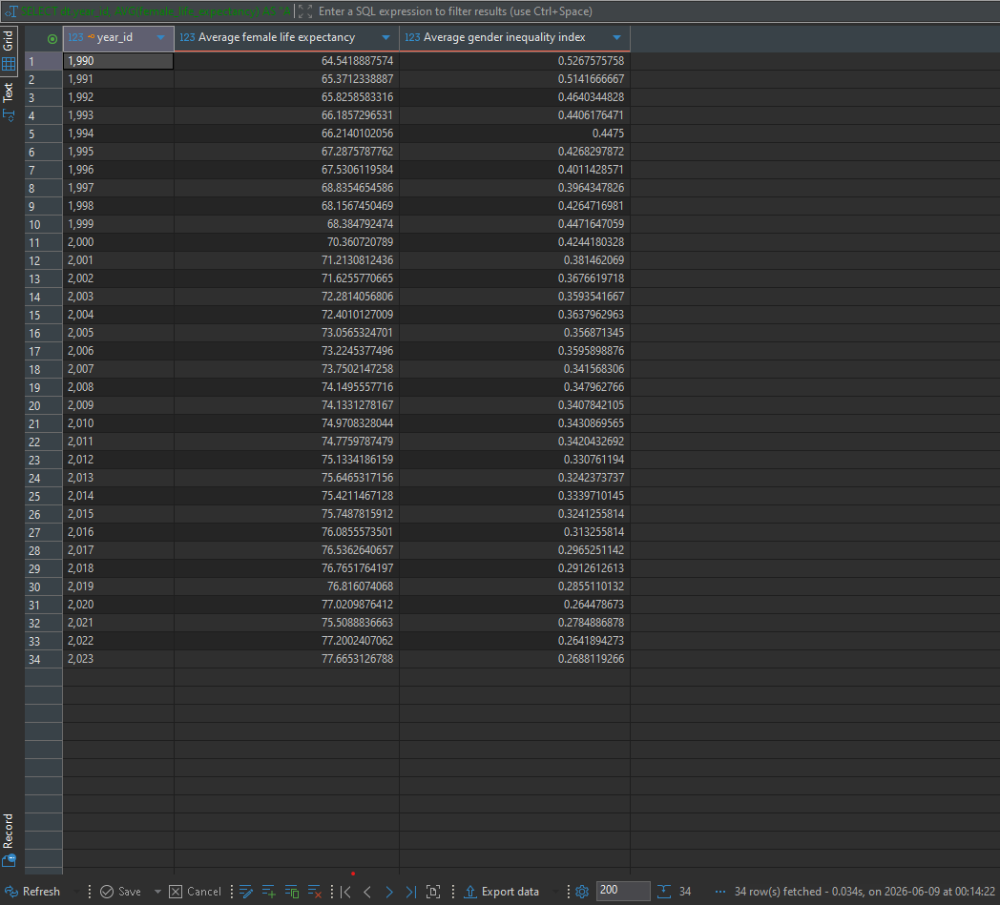 SELECT dt.year_id, AVG(female_life_expectancy) AS "A Enter a SQL expression to filter results (use Ctrl+Space)
Grid
Text
Record
123 year_id 123 Average female life expectancy 123 Average gender inequality index
1 1,990 64.5418887574 0.5267575758
2 1,991 65.3712338887 0.5141666667
3 1,992 65.8258583316 0.4640344828
4 1,993 66.1857296531 0.4406176471
5 1,994 66.2140102056 0.4475
6 1,995 67.2875787762 0.4268297872
7 1,996 67.5306119584 0.4011428571
8 1,997 68.8354654586 0.3964347826
9 1,998 68.1567450469 0.4264716981
10 1,999 68.384792474 0.4471647059
11 2,000 70.360720789 0.4244180328
12 2,001 71.2130812436 0.381462069
13 2,002 71.6255770665 0.3676619718
14 2,003 72.2814056806 0.3593541667
15 2,004 72.4010127009 0.3637962963
16 2,005 73.0565324701 0.356871345
17 2,006 73.2245377496 0.3595898876
18 2,007 73.7502147258 0.341568306
19 2,008 74.1495557716 0.347962766
20 2,009 74.1331278167 0.3407842105
21 2,010 74.9708328044 0.3430869565
22 2,011 74.7759787479 0.3420432692
23 2,012 75.1334186159 0.330761194
24 2,013 75.6465317156 0.3242373737
25 2,014 75.4211467128 0.3339710145
26 2,015 75.7487815912 0.3241255814
27 2,016 76.0855573501 0.313255814
28 2,017 76.5362640657 0.2965251142
29 2,018 76.7651764197 0.2912612613
30 2,019 76.816074068 0.2855110132
31 2,020 77.0209876412 0.264478673
32 2,021 75.5088836663 0.2784886878
33 2,022 77.2002407062 0.2641894273
34 2,023 77.6653126788 0.2688119266
Refresh Save Cancel Export data 200 34 34 row(s) fetched - 0.034s, on 2026-06-09 at 00:14:22